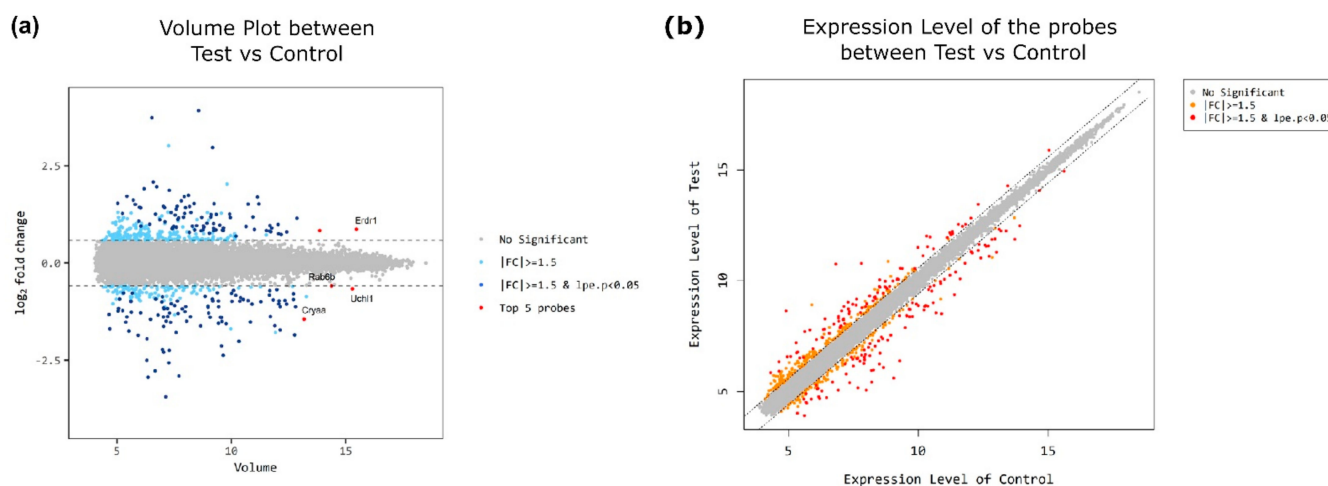 (a)
Volume Plot between
Test vs Control
log2 fold change
2.5
0.0
-2.5
5
10
15
Volume
Erdr1
Rub6b
Uchl1
Cryaa
No Significant
|FC|>=1.5
|FC|>=1.5 & lpe.p<0.05
Top 5 probes
(b)
Expression Level of the probes
between Test vs Control
Expression Level of Test
15
10
5
5
10
15
Expression Level of Control
No Significant
|FC|>=1.5
|FC|>=1.5 & lpe.p<0.05